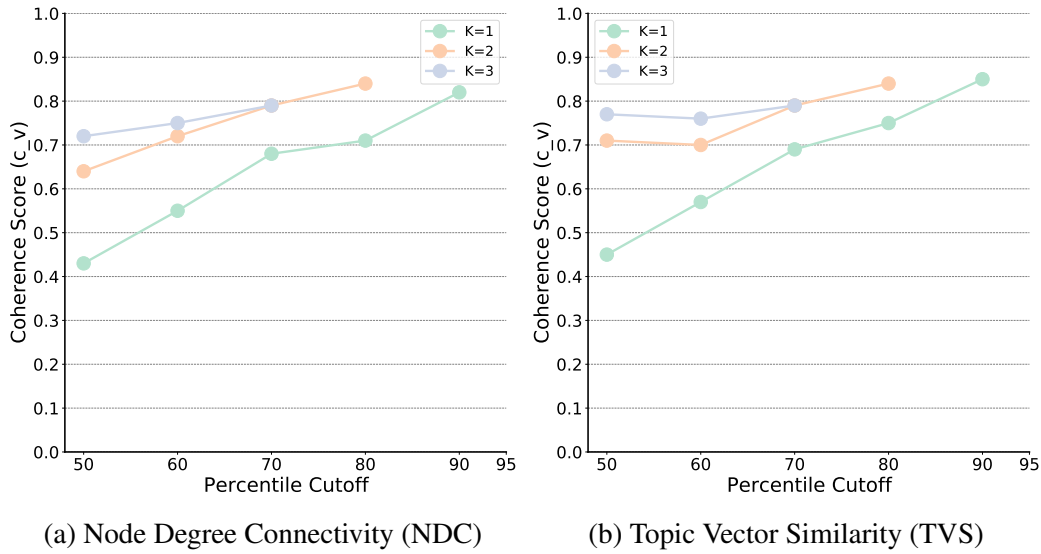 1.0
0.9
0.8
0.7
0.6
0.5
0.4
0.3
0.2
0.1
0.0
Coherence Score (c_v)
K=1
K=2
K=3
50 60 70 80 90 95
Percentile Cutoff
(a) Node Degree Connectivity (NDC)
1.0
0.9
0.8
0.7
0.6
0.5
0.4
0.3
0.2
0.1
0.0
Coherence Score (c_v)
K=1
K=2
K=3
50 60 70 80 90 95
Percentile Cutoff
(b) Topic Vector Similarity (TVS)